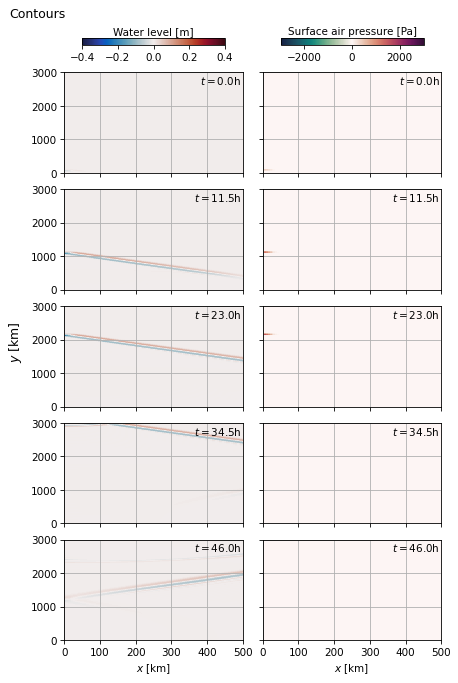 Contours
Water level [m]
Surface air pressure [Pa]
−0.4 −0.2 0.0 0.2 0.4
−2000 0 2000
3000
2000
1000
0
t = 0.0h
t = 0.0h
3000
2000
1000
0
t = 11.5h
t = 11.5h
3000
2000
1000
0
t = 23.0h
t = 23.0h
y [km]
3000
2000
1000
0
t = 34.5h
t = 34.5h
3000
2000
1000
0
t = 46.0h
t = 46.0h
0 100 200 300 400 500
0 100 200 300 400 500
x [km]
x [km]